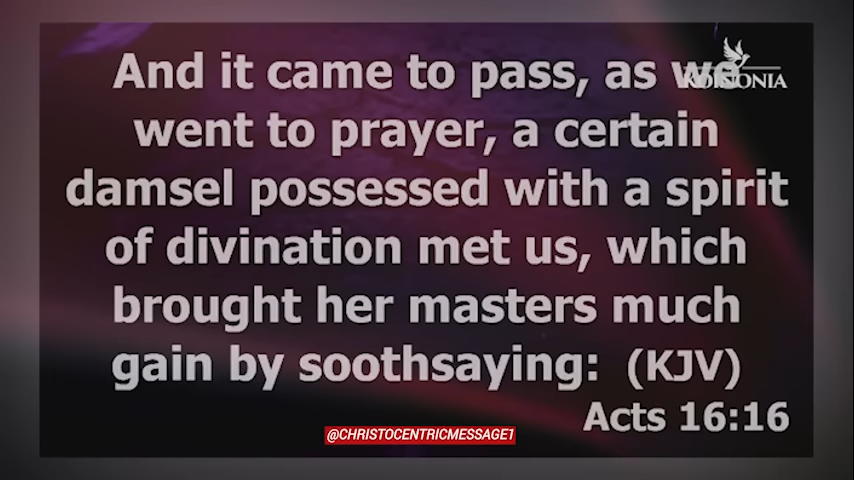 And it came to pass, as we
KOINONIA
went to prayer, a certain
damsel possessed with a spirit
of divination met us, which
brought her masters much
gain by soothsaying: (KJV)
Acts 16:16
@CHRISTOCENTRICMESSAGE1